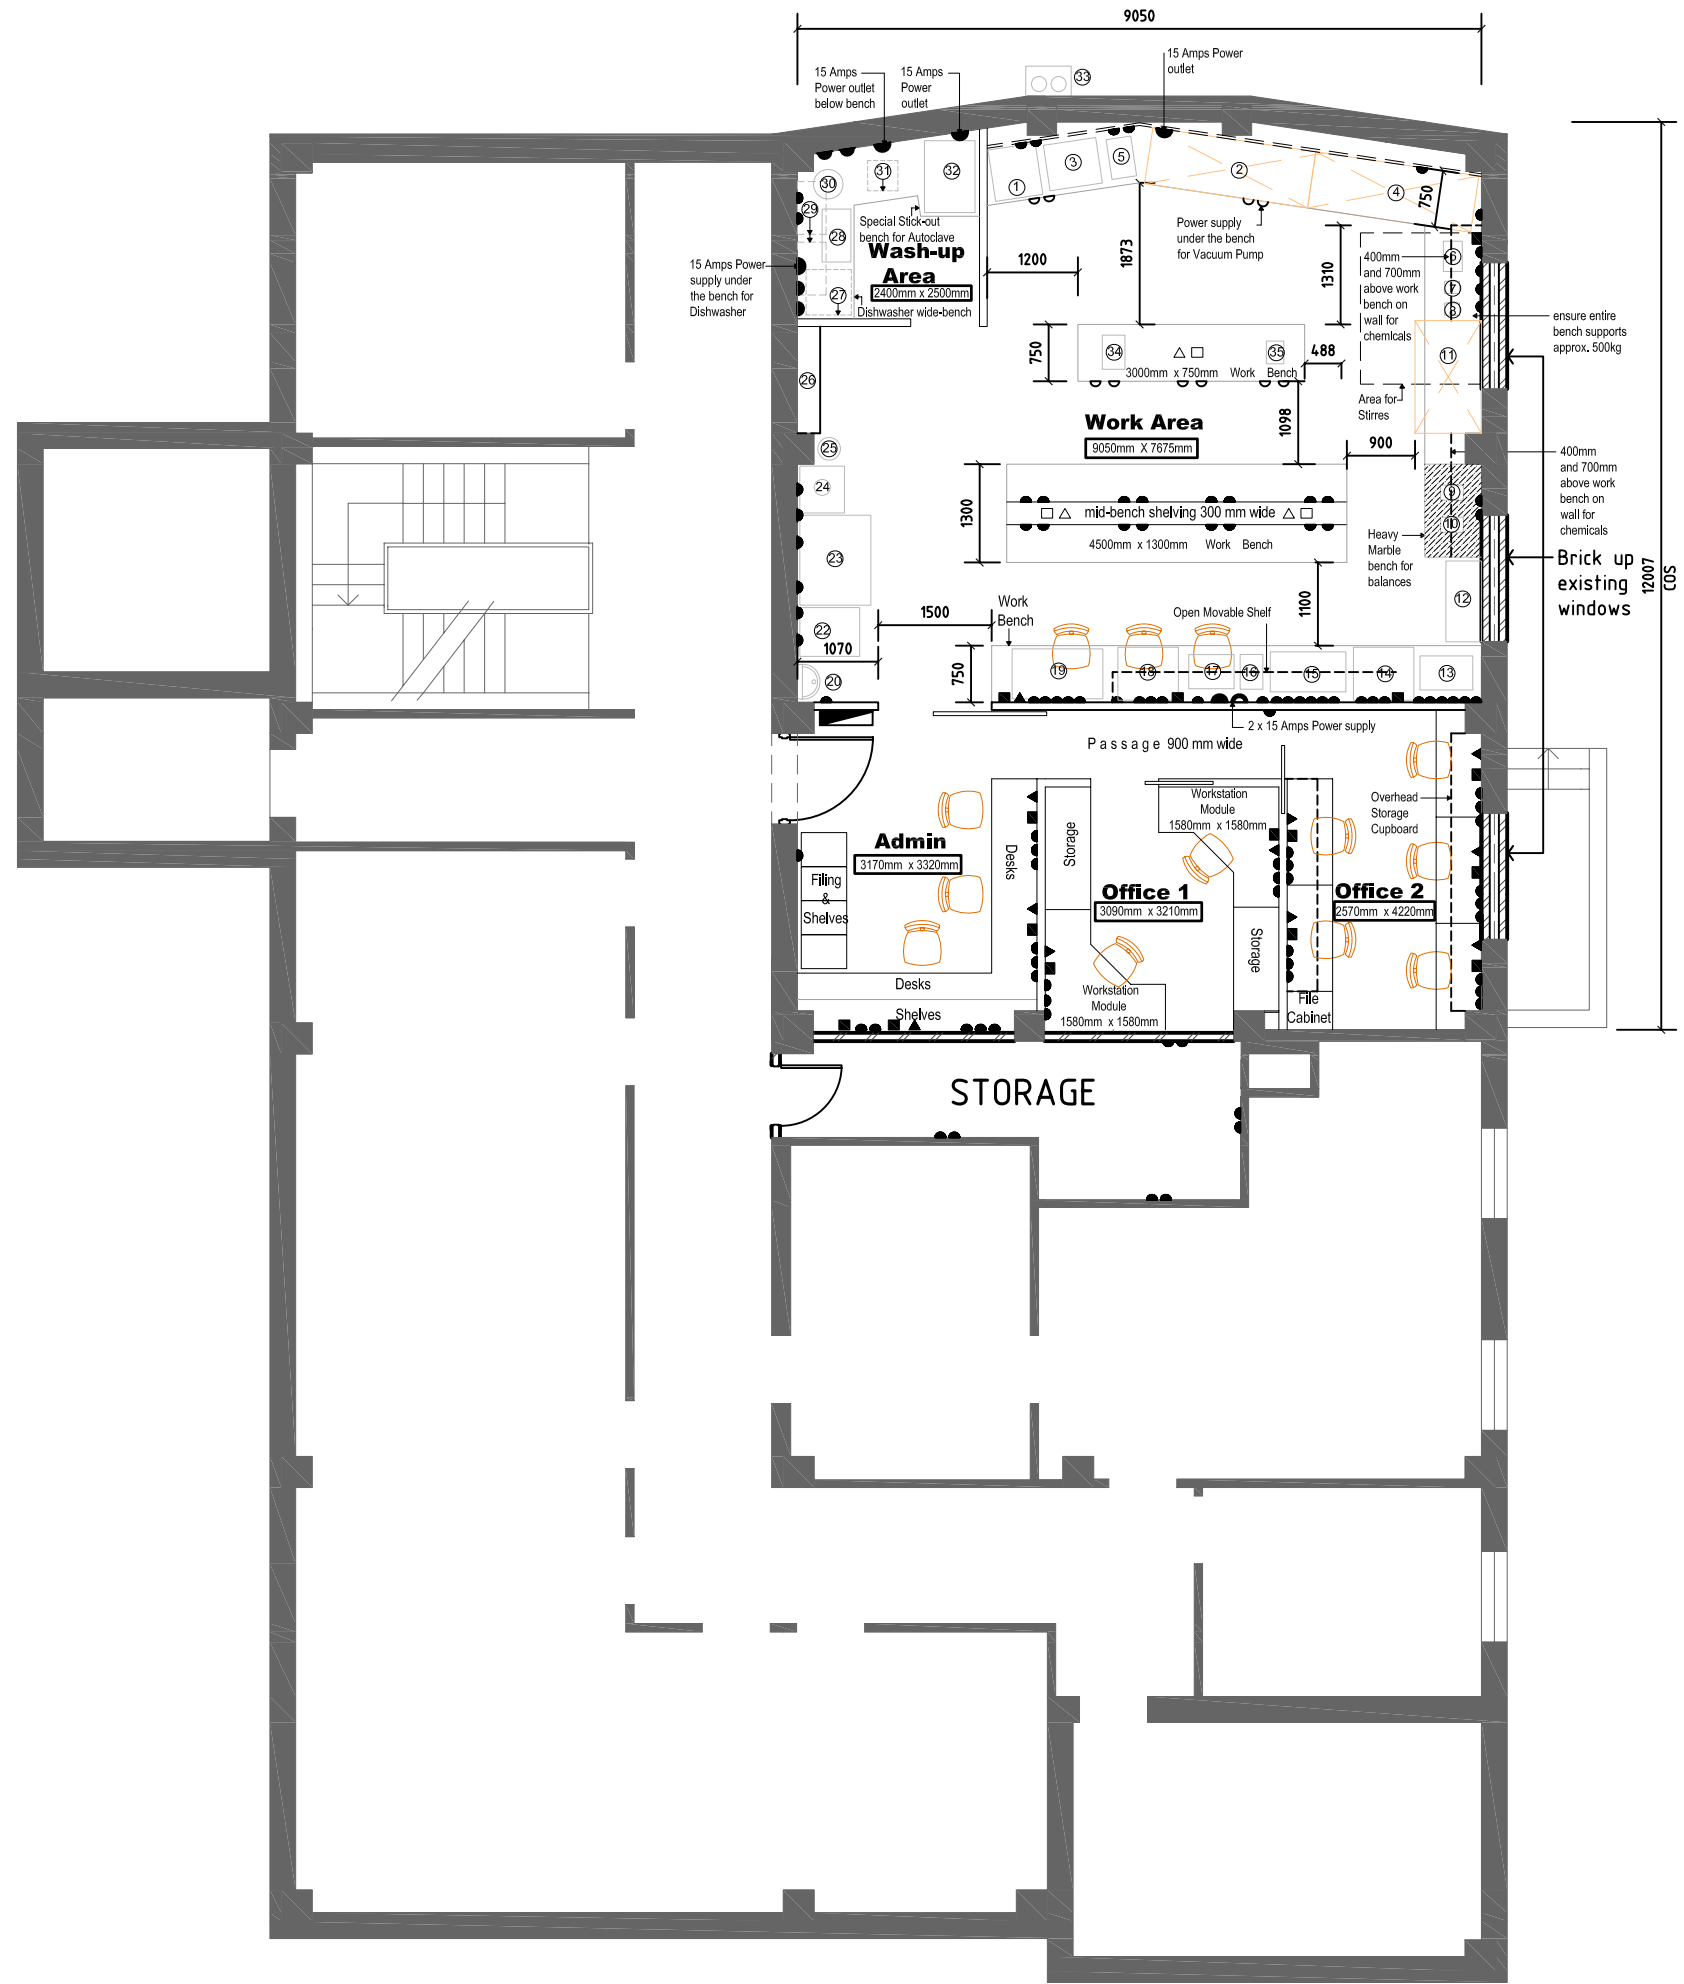 9050
15 Amps Power
outlet
15 Amps
Power outlet
below bench
15 Amps
Power
outlet
33
30
31
32
1
3
5
2
4
750
29
28
27
Special Stick-out
bench for Autoclave
Wash-up
Area
2400mm x 2500mm
Dishwasher wide-bench
15 Amps Power
supply under
the bench for
Dishwasher
1200
1873
Power supply
under the bench
for Vacuum Pump
1310
400mm
and 700mm
above work
bench on
wall for
chemicals
6
7
8
ensure entire
bench supports
approx. 500kg
26
750
34
35
3000mm x 750mm Work Bench
488
11
Area for
Stirres
1098
Work Area
9050mm X 7675mm
900
400mm
and 700mm
above work
bench on
wall for
chemicals
25
24
23
22
20
1300
mid-bench shelving 300 mm wide
4500mm x 1300mm Work Bench
9
10
Heavy
Marble
bench for
balances
Brick up
existing
windows
12007
COS
12
1500
1070
Work
Bench
Open Movable Shelf
1100
750
19
18
17
16
15
14
13
2 x 15 Amps Power supply
Passage 900 mm wide
Admin
3170mm x 3320mm
Filing
&
Shelves
Desks
Desks
Shelves
Storage
Workstation
Module
1580mm x 1580mm
Office 1
3090mm x 3210mm
Storage
Workstation
Module
1580mm x 1580mm
Overhead
Storage
Cupboard
Office 2
2570mm x 4220mm
File
Cabinet
STORAGE